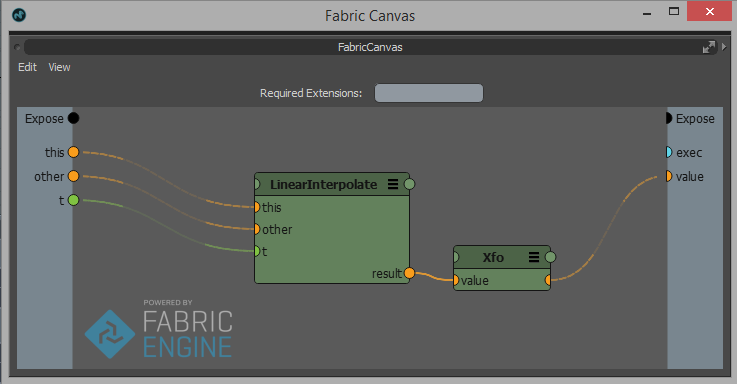 Fabric Canvas
FabricCanvas
Edit View
Required Extensions:
Expose
this
other
t
LinearInterpolate
this
other
t
result
Xfo
value
Expose
exec
value
POWERED BY
FABRIC
ENGINE